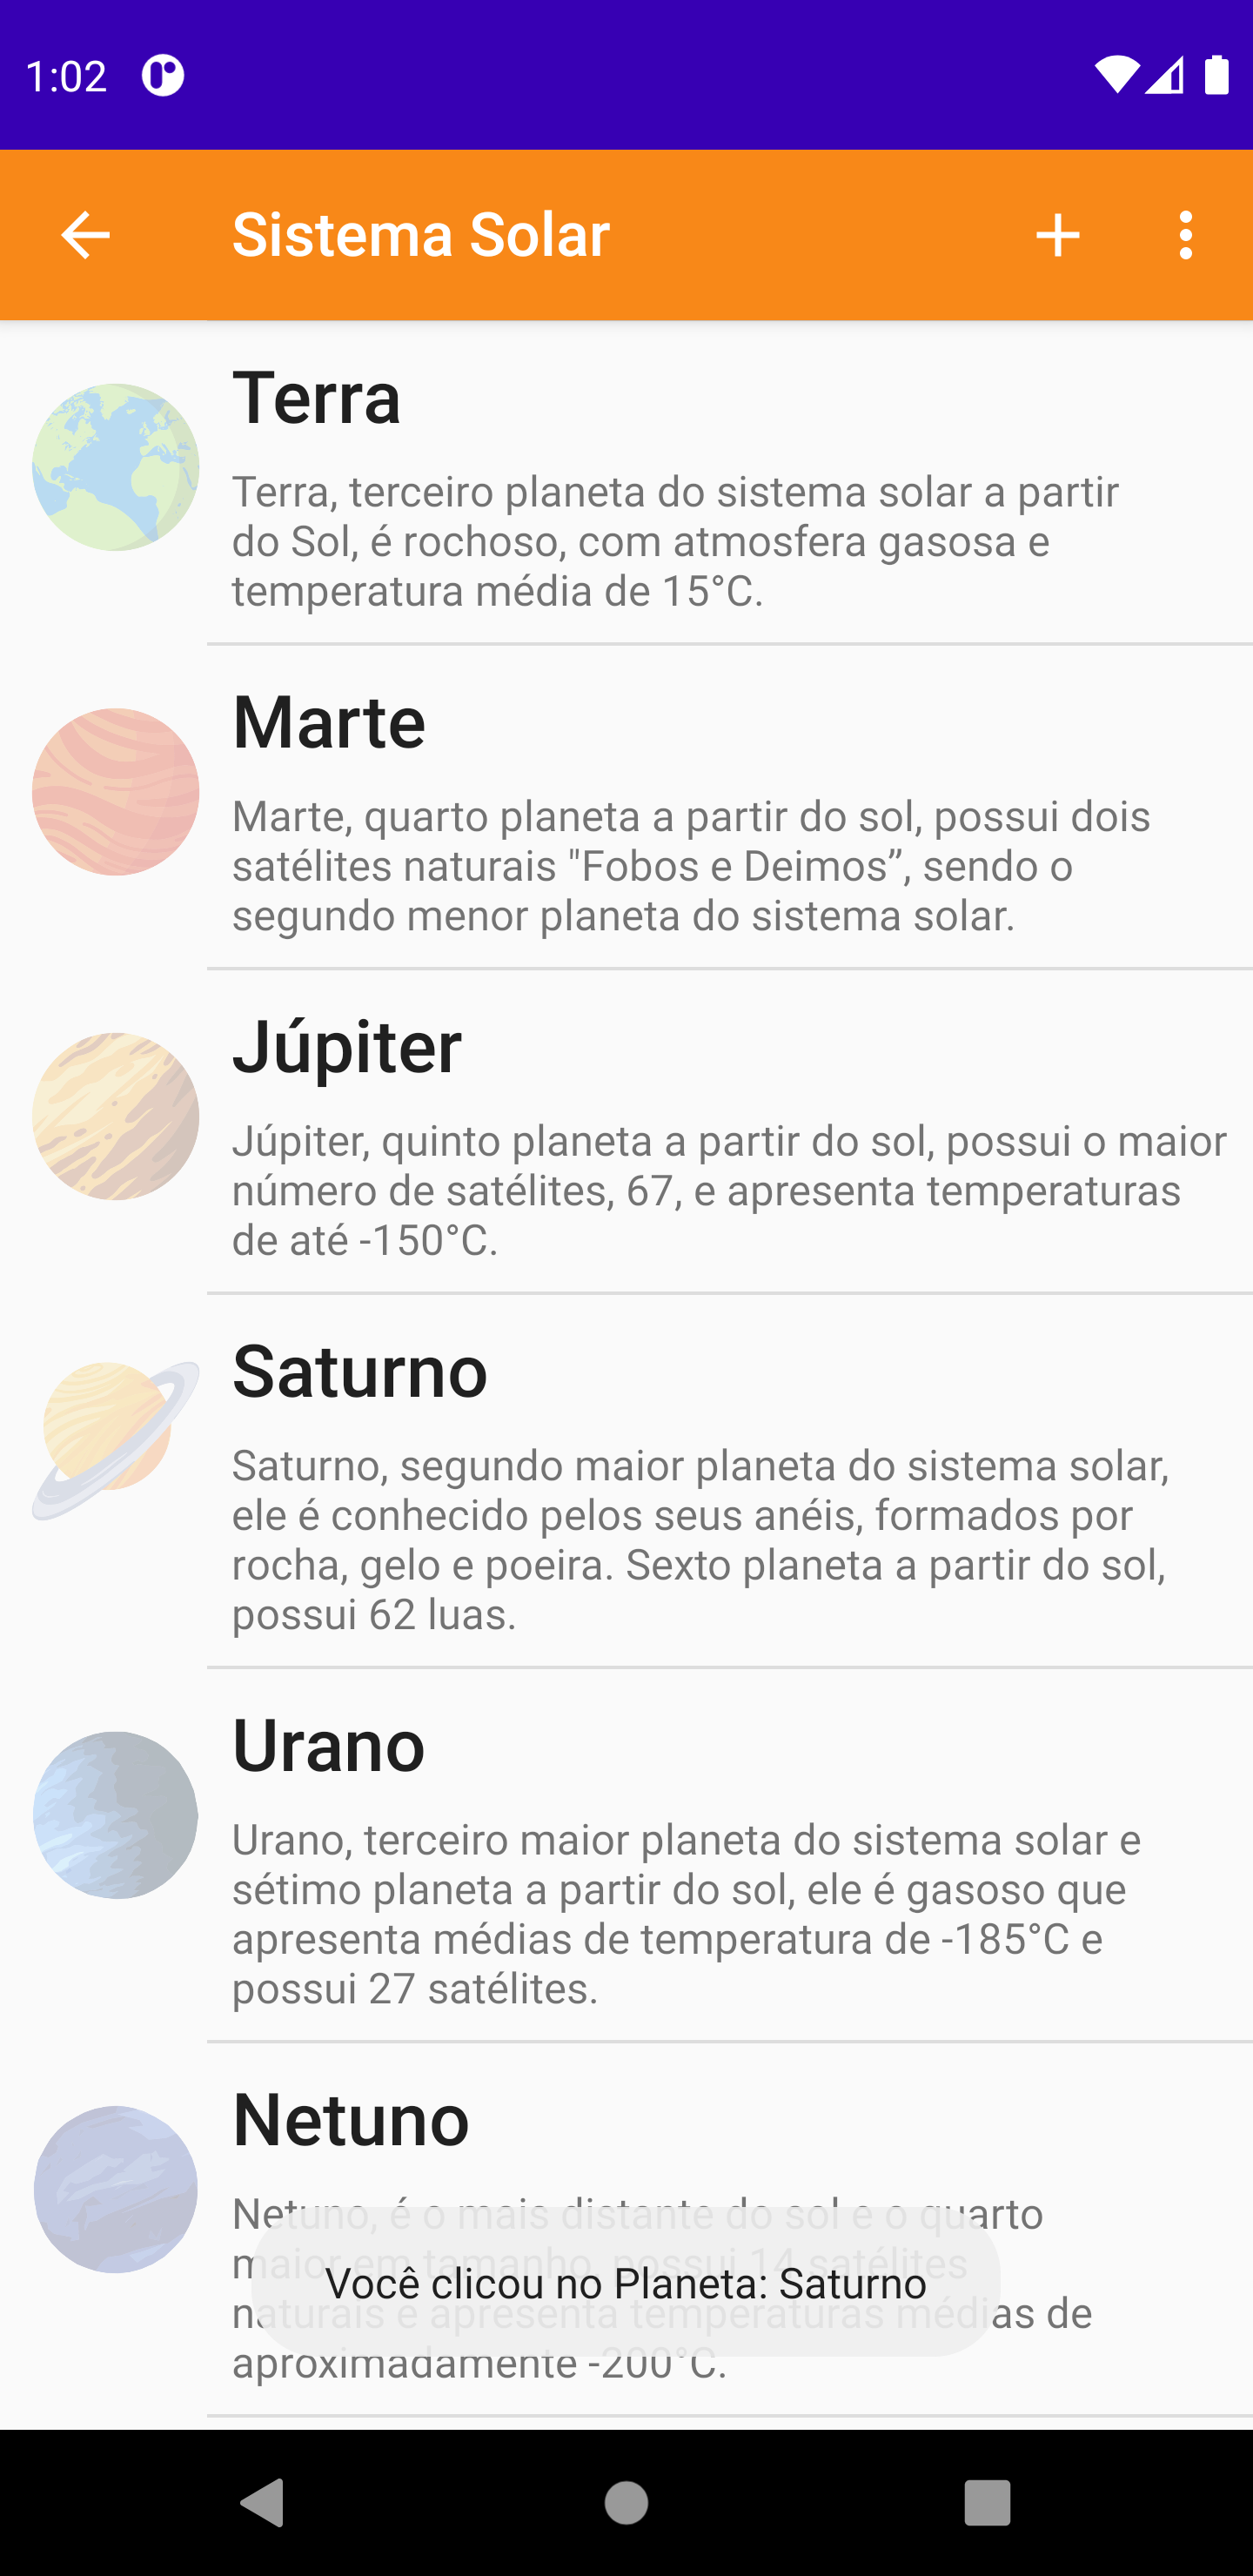 1:02
Sistema Solar
Terra
Terra, terceiro planeta do sistema solar a partir
do Sol, é rochoso, com atmosfera gasosa e
temperatura média de 15°C.
Marte
Marte, quarto planeta a partir do sol, possui dois
satélites naturais "Fobos e Deimos”, sendo o
segundo menor planeta do sistema solar.
Júpiter
Júpiter, quinto planeta a partir do sol, possui o maior
número de satélites, 67, e apresenta temperaturas
de até -150°C.
Saturno
Saturno, segundo maior planeta do sistema solar,
ele é conhecido pelos seus anéis, formados por
rocha, gelo e poeira. Sexto planeta a partir do sol,
possui 62 luas.
Urano
Urano, terceiro maior planeta do sistema solar e
sétimo planeta a partir do sol, ele é gasoso que
apresenta médias de temperatura de -185°C e
possui 27 satélites.
Netuno
Netuno, é o mais distante do sol e o quarto
maior em tamanho, possui 14 satélites
naturais e apresenta temperaturas médias de
aproximadamente -200°C.
Você clicou no Planeta: Saturno